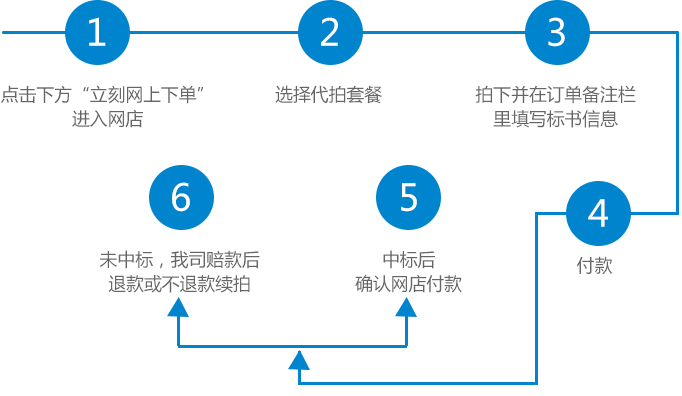 1
点击下方“立刻网上下单”
进入网店
2
选择代拍套餐
3
拍下并在订单备注栏
里填写标书信息
4
付款
5
中标后
确认网店付款
6
未中标，我司赔款后
退款或不退款续拍